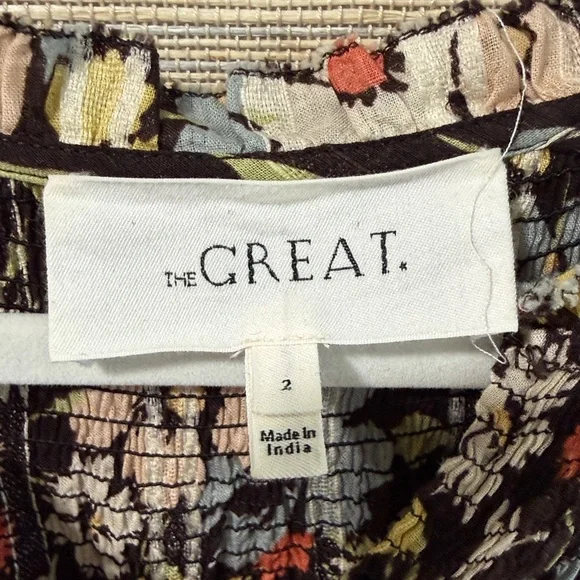 THE GREAT.*
2
Made In
India